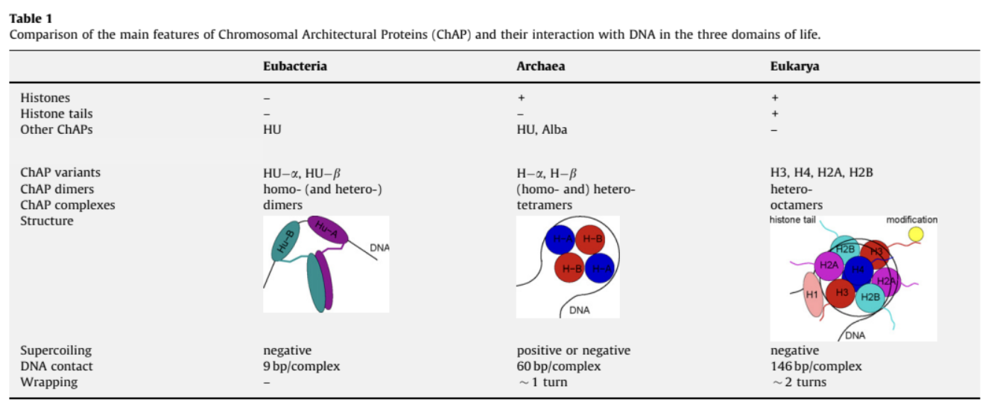 Table 1
Comparison of the main features of Chromosomal Architectural Proteins (ChAP) and their interaction with DNA in the three domains of life.
Eubacteria Archaea Eukarya
Histones – + +
Histone tails – – +
Other ChAPs HU HU, Alba –
ChAP variants HU–α, HU–β H–α, H–β H3, H4, H2A, H2B
ChAP dimers homo- (and hetero-) (homo- and) hetero- hetero-
ChAP complexes dimers tetramers octamers
Structure
Hu-B
Hu-A
DNA
H-A
H-B
H-B
H-A
DNA
histone tail
modification
H2B
H3
H2A
H4
H2A
H1
H3
H2B
DNA
Supercoiling negative positive or negative negative
DNA contact 9 bp/complex 60 bp/complex 146 bp/complex
Wrapping – ~ 1 turn ~ 2 turns